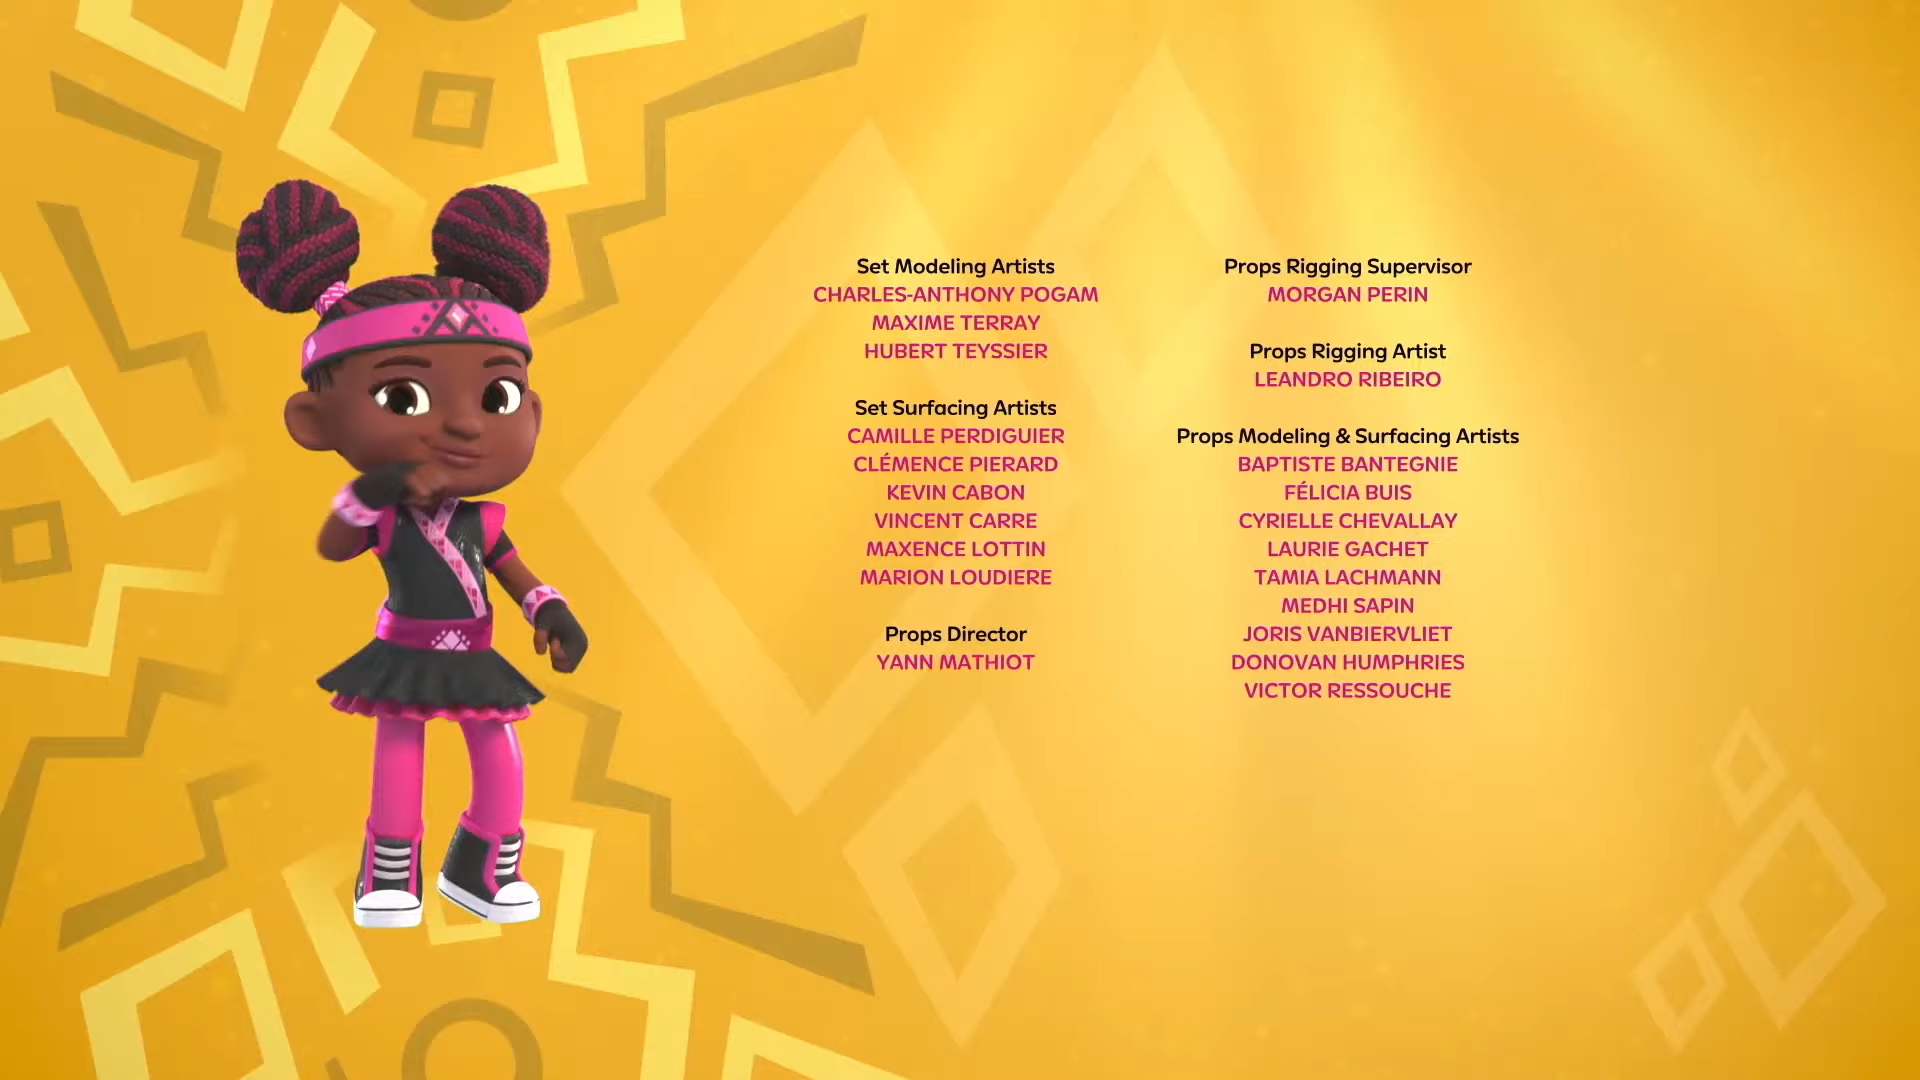 Set Modeling Artists
CHARLES-ANTHONY POGAM
MAXIME TERRAY
HUBERT TEYSSIER
Set Surfacing Artists
CAMILLE PERDIGUIER
CLÉMENCE PIERARD
KEVIN CABON
VINCENT CARRE
MAXENCE LOTTIN
MARION LOUDIERE
Props Director
YANN MATHIOT
Props Rigging Supervisor
MORGAN PERIN
Props Rigging Artist
LEANDRO RIBEIRO
Props Modeling & Surfacing Artists
BAPTISTE BANTEGNIE
FÉLICIA BUIS
CYRIELLE CHEVALLAY
LAURIE GACHET
TAMIA LACHMANN
MEDHI SAPIN
JORIS VANBIERVLIET
DONOVAN HUMPHRIES
VICTOR RESSOUCHE